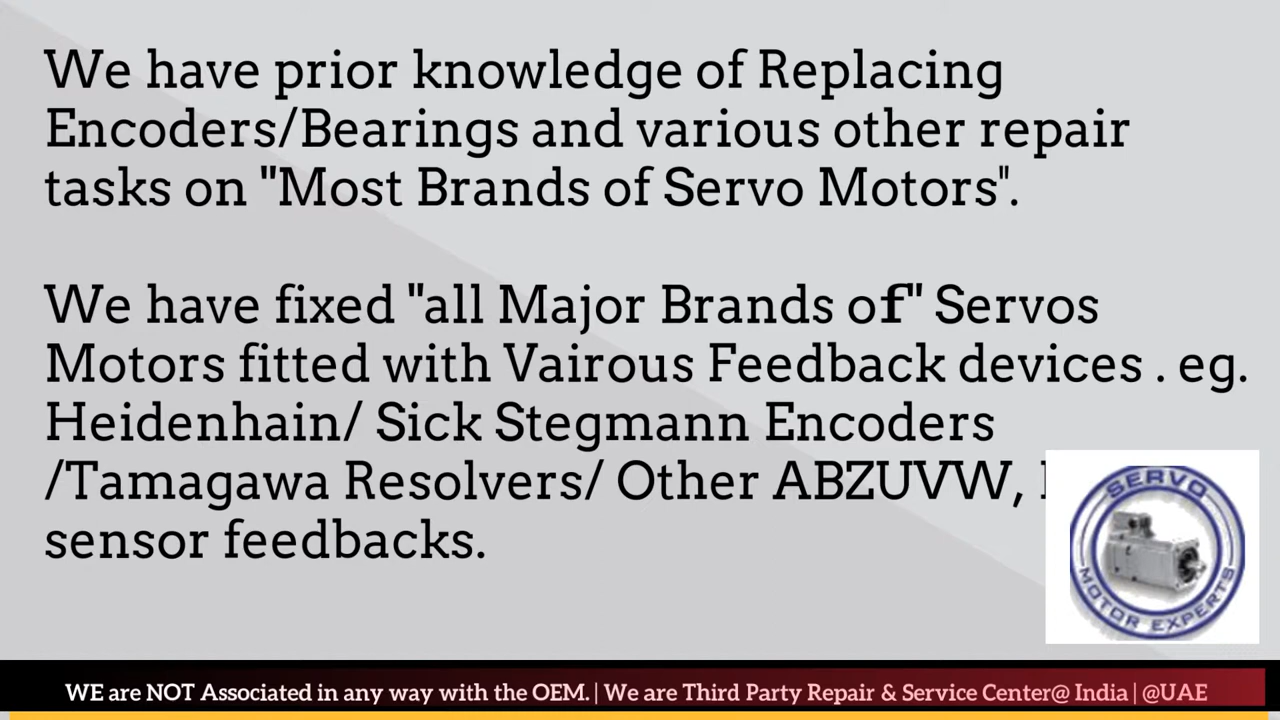 We have prior knowledge of Replacing
Encoders/Bearings and various other repair
tasks on "Most Brands of Servo Motors".
We have fixed "all Major Brands of" Servos
Motors fitted with Vairous Feedback devices . eg.
Heidenhain/ Sick Stegmann Encoders
/Tamagawa Resolvers/ Other ABZUVW,
sensor feedbacks.
SERVO
MOTOR EXPERTS
WE are NOT Associated in any way with the OEM. | We are Third Party Repair & Service Center@ India | @UAE